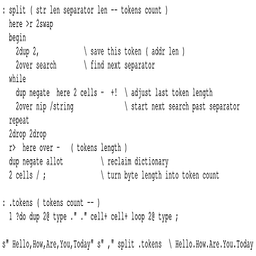 : split ( str len separator len -- tokens count )
  here >r 2swap
  begin
    2dup 2,             \ save this token ( addr len )
    2over search        \ find next separator
  while
    dup negate  here 2 cells -  +!  \ adjust last token length
    2over nip /string               \ start next search past separator
  repeat
  2drop 2drop
  r>  here over -   ( tokens length )
  dup negate allot           \ reclaim dictionary
  2 cells / ;                \ turn byte length into token count

: .tokens ( tokens count -- )
  1 ?do dup 2@ type ." ." cell+ cell+ loop 2@ type ;

s" Hello,How,Are,You,Today" s" ," split .tokens  \ Hello.How.Are.You.Today